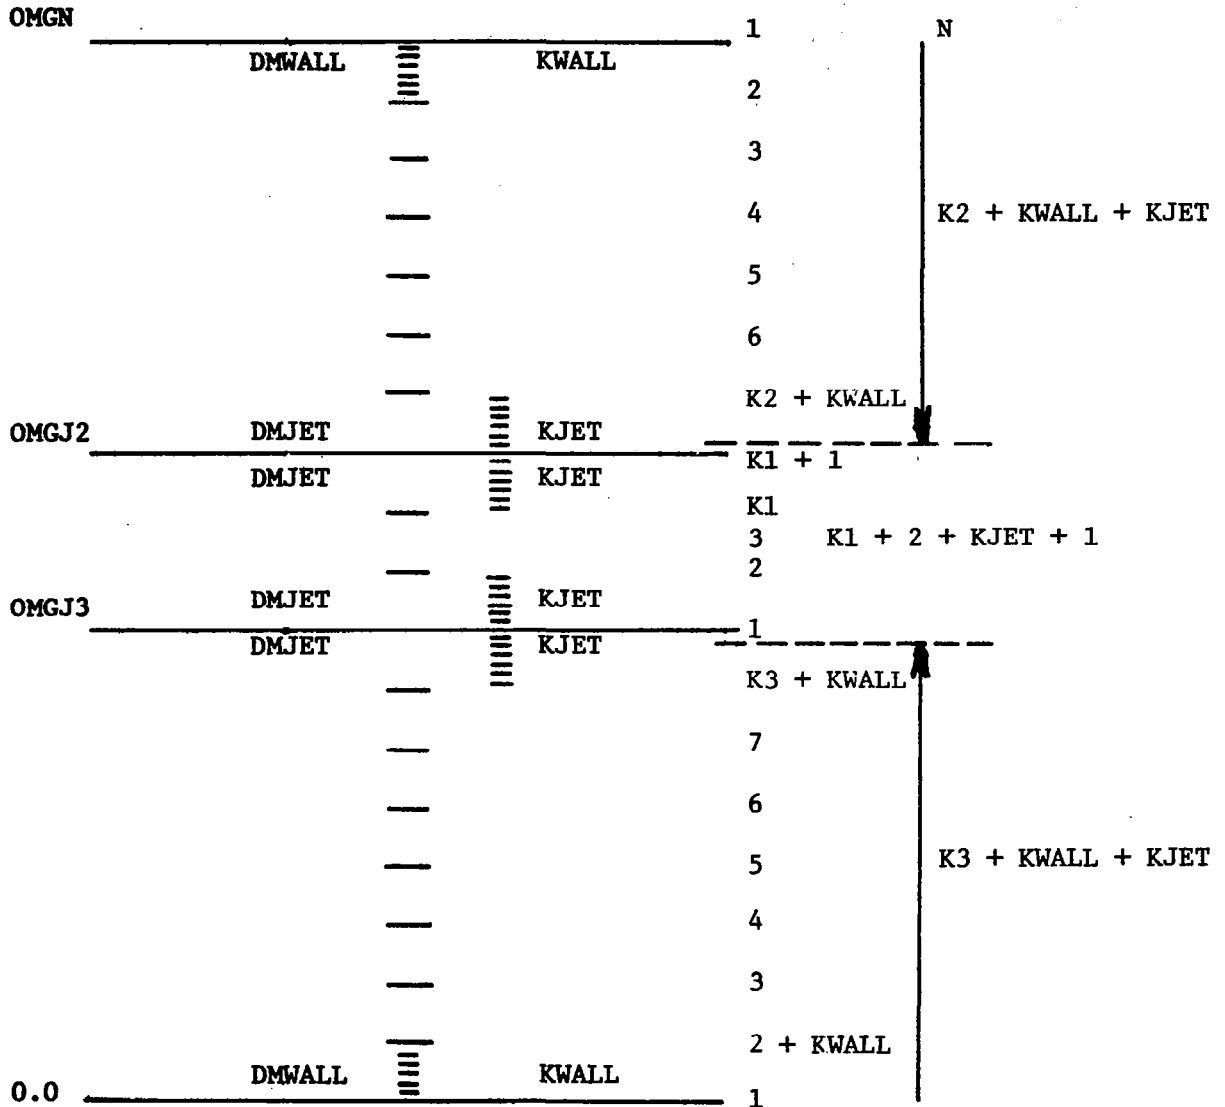 OMGN 1 N
DMWALL KWALL
2
3
4 K2 + KWALL + KJET
5
6
K2 + KWALL
OMGJ2 DMJET KJET
K1 + 1
DMJET KJET
K1
3 K1 + 2 + KJET + 1
2
OMGJ3 DMJET KJET
1
DMJET KJET
K3 + KWALL
7
6
5 K3 + KWALL + KJET
4
3
2 + KWALL
DMWALL KWALL
0.0 1